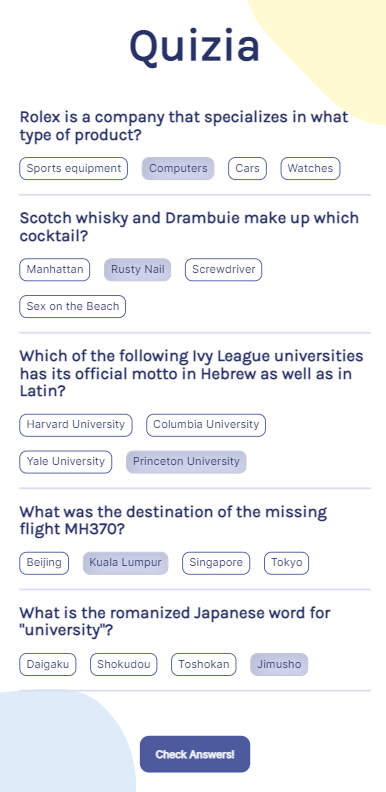 Quizia
Rolex is a company that specializes in what
type of product?
Sports equipment Computers Cars Watches
Scotch whisky and Drambuie make up which
cocktail?
Manhattan Rusty Nail Screwdriver
Sex on the Beach
Which of the following Ivy League universities
has its official motto in Hebrew as well as in
Latin?
Harvard University Columbia University
Yale University Princeton University
What was the destination of the missing
flight MH370?
Beijing Kuala Lumpur Singapore Tokyo
What is the romanized Japanese word for
"university"?
Daigaku Shokudou Toshokan Jimusho
Check Answers!